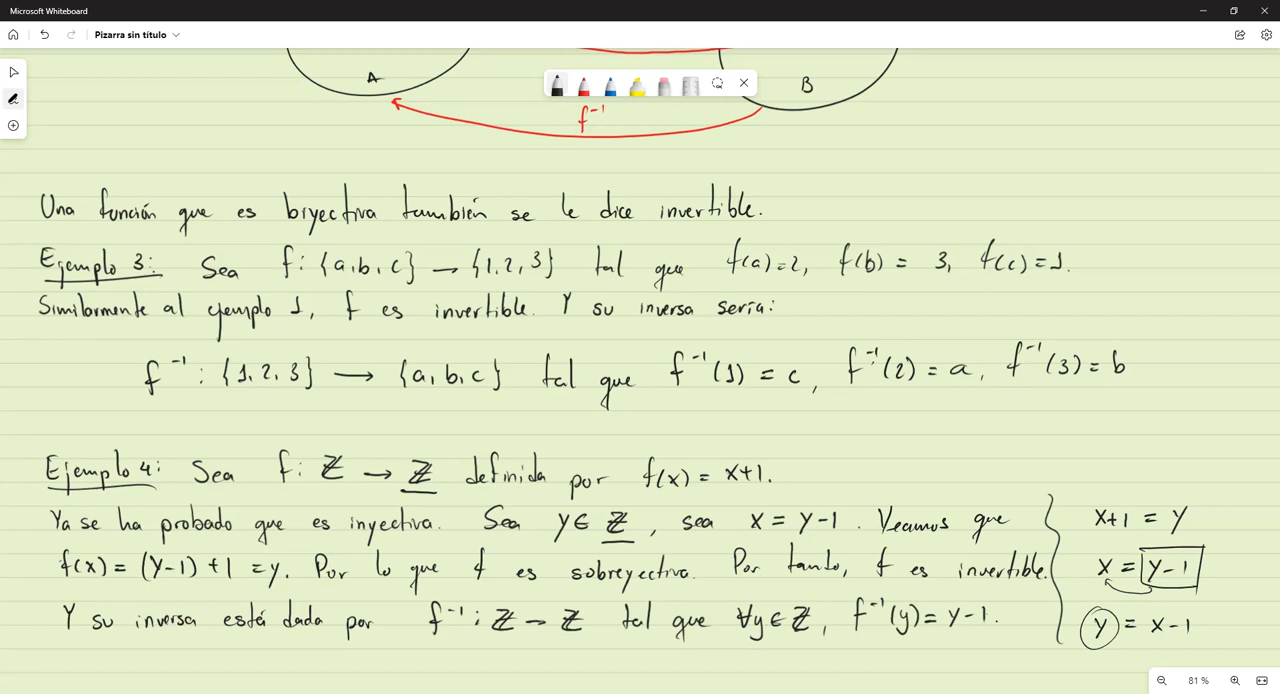 Microsoft Whiteboard
Pizarra sin título
A
B
f⁻¹
Una función que es biyectiva también se le dice invertible.
Ejemplo 3: Sea f: {a, b, c} → {1, 2, 3} tal que f(a)=2, f(b) = 3, f(c)=1.
Similarmente al ejemplo 1, f es invertible. Y su inversa sería:
f⁻¹: {1, 2, 3} → {a, b, c} tal que f⁻¹(1) = c, f⁻¹(2) = a, f⁻¹(3) = b
Ejemplo 4: Sea f: ℤ → ℤ definida por f(x) = x+1.
Ya se ha probado que es inyectiva. Sea y ∈ ℤ, sea x = y-1. Veamos que
f(x) = (y-1) +1 = y. Por lo que f es sobreyectiva. Por tanto, f es invertible.
Y su inversa está dada por f⁻¹: ℤ → ℤ tal que ∀y ∈ ℤ, f⁻¹(y) = y-1.
x+1 = y
x = y-1
y = x-1
81 %